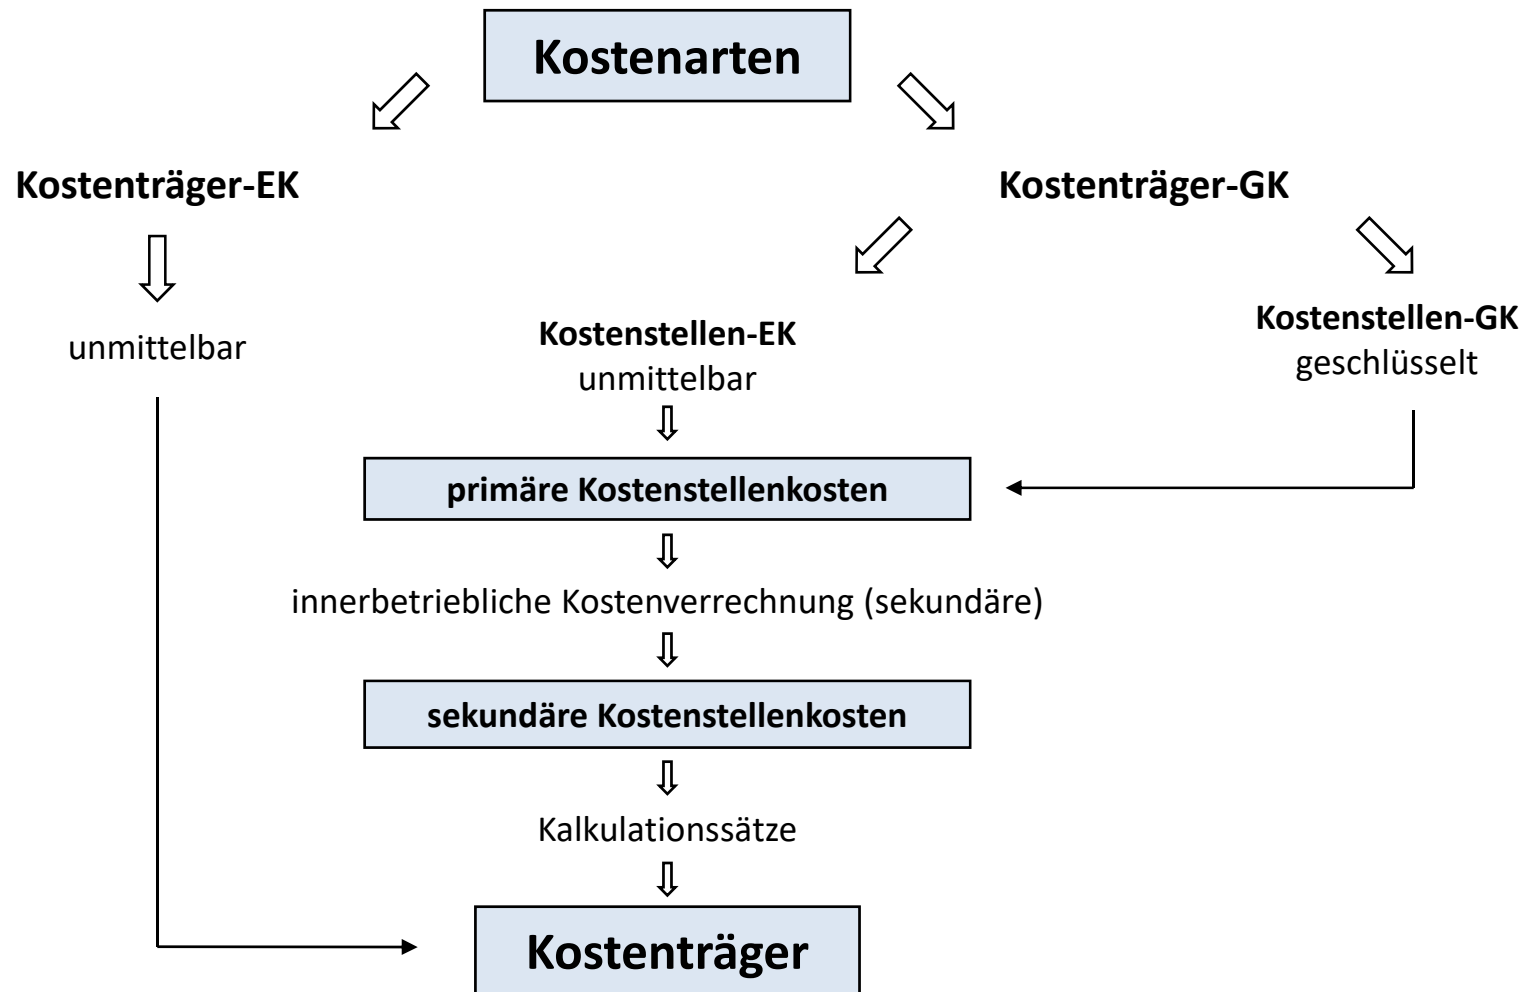 Kostenarten
Kostenträger-EK
Kostenträger-GK
unmittelbar
Kostenstellen-EK
unmittelbar
Kostenstellen-GK
geschlüsselt
primäre Kostenstellenkosten
innerbetriebliche Kostenverrechnung (sekundäre)
sekundäre Kostenstellenkosten
Kalkulationssätze
Kostenträger